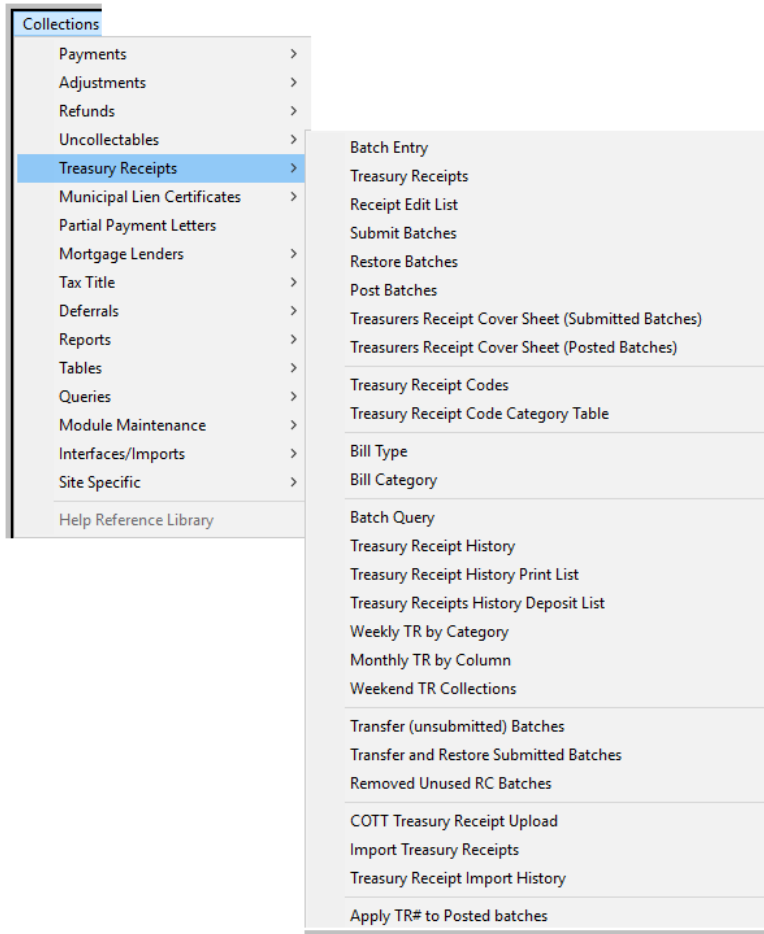 Collections
Payments
Adjustments
Refunds
Uncollectables
Treasury Receipts
Municipal Lien Certificates
Partial Payment Letters
Mortgage Lenders
Tax Title
Deferrals
Reports
Tables
Queries
Module Maintenance
Interfaces/Imports
Site Specific
Help Reference Library
Batch Entry
Treasury Receipts
Receipt Edit List
Submit Batches
Restore Batches
Post Batches
Treasurers Receipt Cover Sheet (Submitted Batches)
Treasurers Receipt Cover Sheet (Posted Batches)
Treasury Receipt Codes
Treasury Receipt Code Category Table
Bill Type
Bill Category
Batch Query
Treasury Receipt History
Treasury Receipt History Print List
Treasury Receipts History Deposit List
Weekly TR by Category
Monthly TR by Column
Weekend TR Collections
Transfer (unsubmitted) Batches
Transfer and Restore Submitted Batches
Removed Unused RC Batches
COTT Treasury Receipt Upload
Import Treasury Receipts
Treasury Receipt Import History
Apply TR# to Posted batches